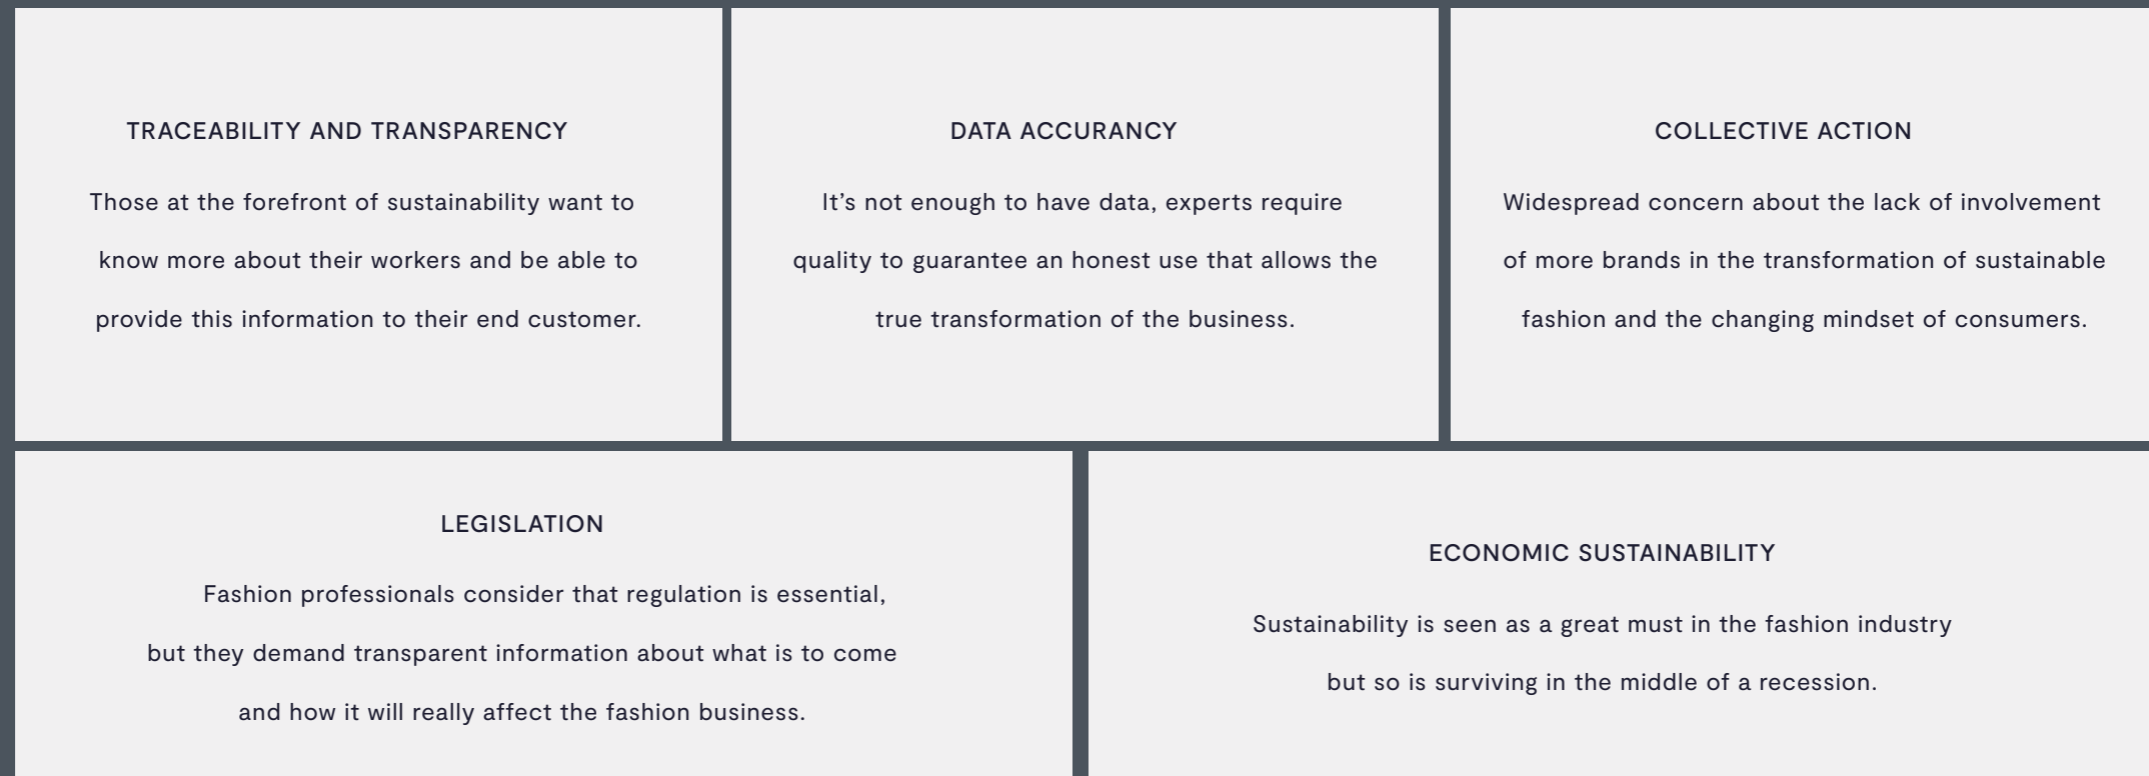 TRACEABILITY AND TRANSPARENCY
Those at the forefront of sustainability want to
know more about their workers and be able to
provide this information to their end customer.
DATA ACCURANCY
It’s not enough to have data, experts require
quality to guarantee an honest use that allows the
true transformation of the business.
COLLECTIVE ACTION
Widespread concern about the lack of involvement
of more brands in the transformation of sustainable
fashion and the changing mindset of consumers.
LEGISLATION
Fashion professionals consider that regulation is essential,
but they demand transparent information about what is to come
and how it will really affect the fashion business.
ECONOMIC SUSTAINABILITY
Sustainability is seen as a great must in the fashion industry
but so is surviving in the middle of a recession.